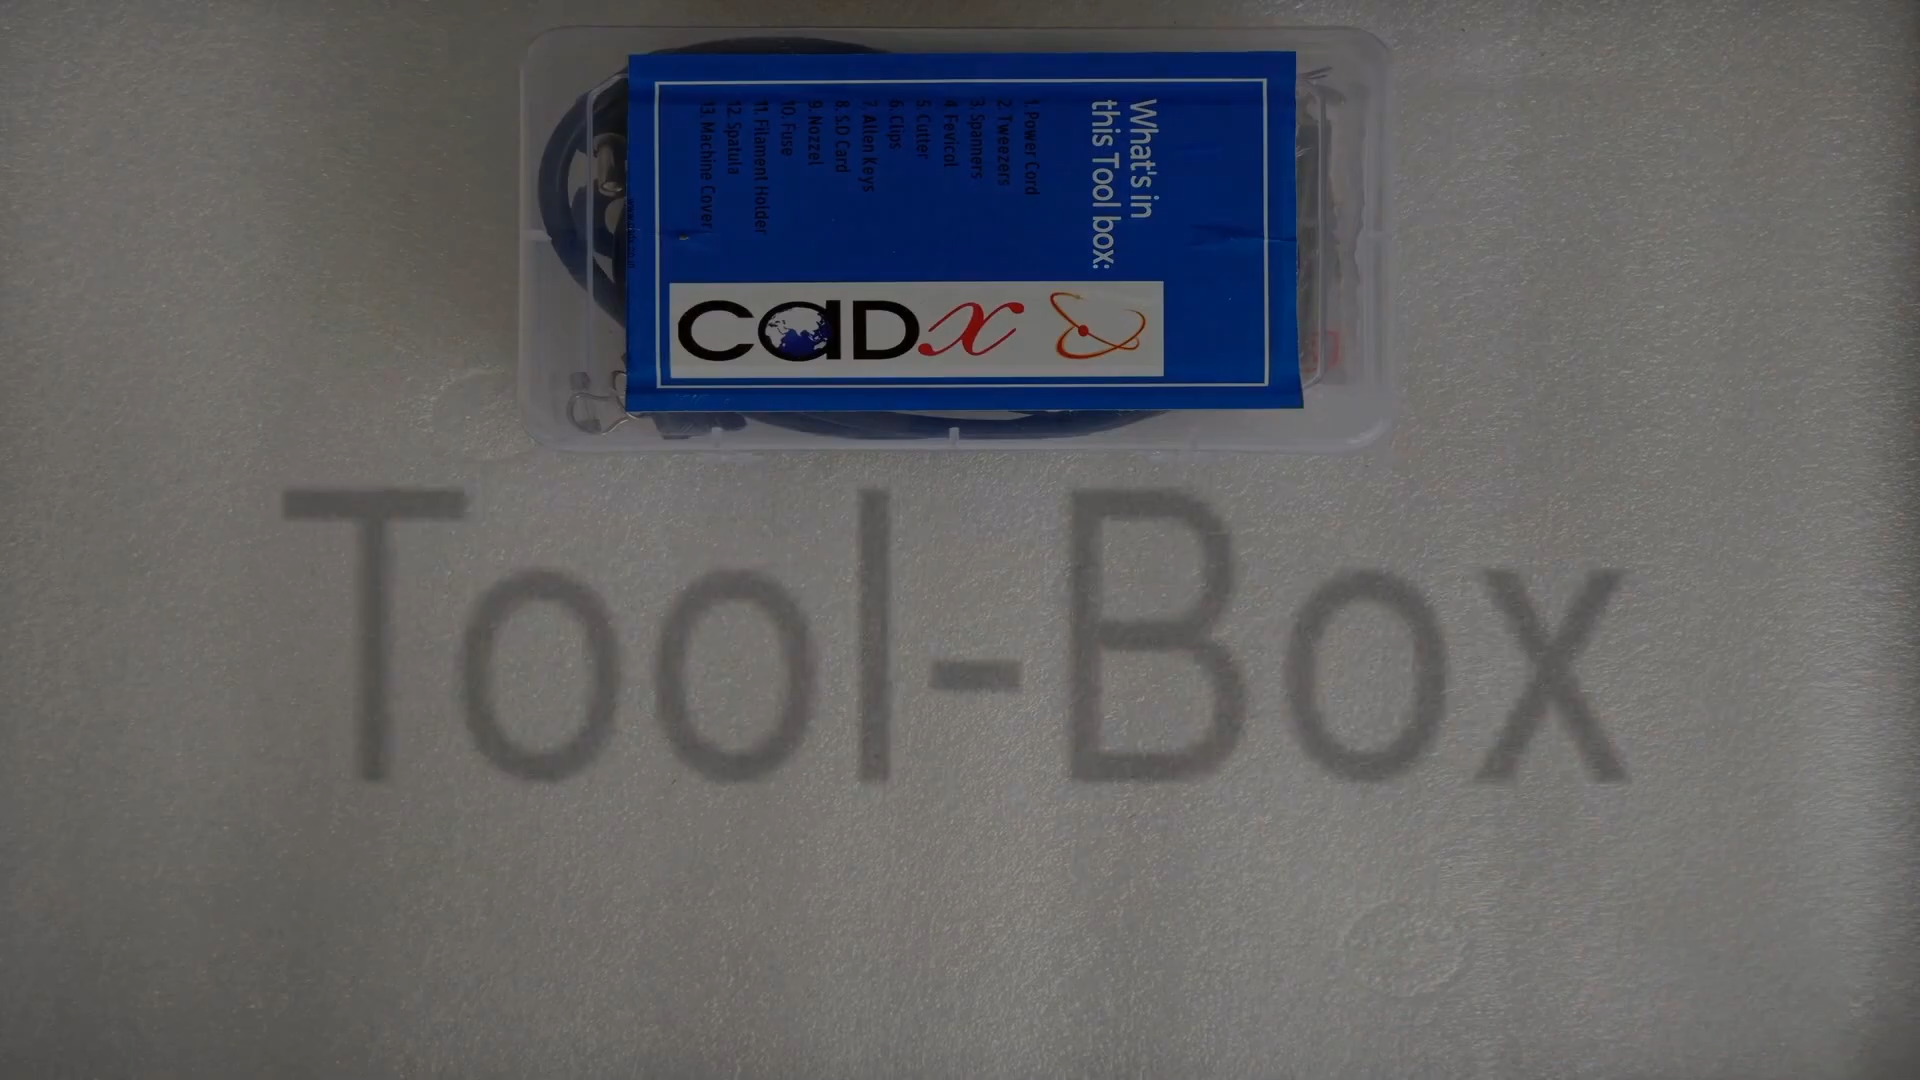 What's in
this Tool box:
1. Power Cord
2. Tweezers
3. Spanners
4. Fevicol
5. Cutter
6. Clips
7. Allen Keys
8. S.D Card
9. Nozzel
10. Fuse
11. Filament Holder
12. Spatula
13. Machine Cover
CADX
Tool-Box